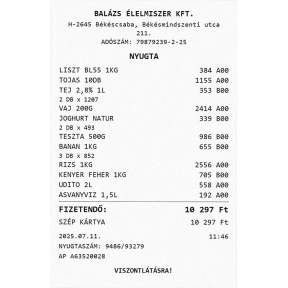 BALÁZS ÉLELMISZER KFT.
H-2645 Békéscsaba, Békésmindszenti utca
211.
ADÓSZÁM: 79879239-2-25
NYUGTA
LISZT BL55 1KG 384 A00
TOJAS 10DB 1155 A00
TEJ 2,8% 1L 353 B00
2 DB x 1207
VAJ 200G 2414 A00
JOGHURT NATUR 339 B00
2 DB x 493
TESZTA 500G 986 B00
BANAN 1KG 655 B00
3 DB x 852
RIZS 1KG 2556 A00
KENYER FEHER 1KG 705 B00
UDITO 2L 558 A00
ASVANYVIZ 1,5L 192 A00
FIZETENDŐ: 10 297 Ft
SZÉP KÁRTYA 10 297 Ft
2025.07.11. 11:46
NYUGTASZÁM: 9486/93279
AP A63520028
VISZONTLÁTÁSRA!